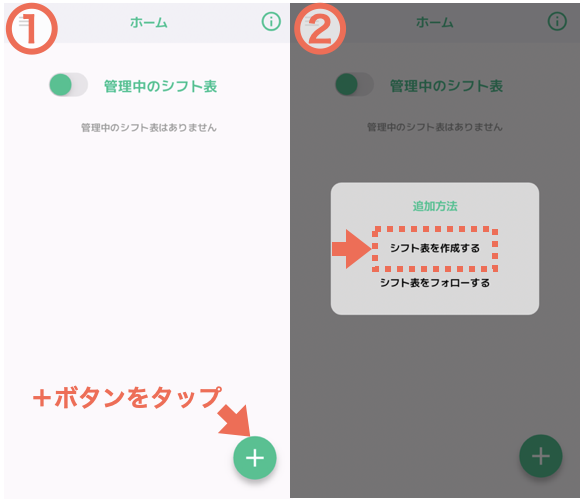 ①
ホーム
管理中のシフト表
管理中のシフト表はありません
＋ボタンをタップ
②
ホーム
管理中のシフト表
管理中のシフト表はありません
追加方法
シフト表を作成する
シフト表をフォローする